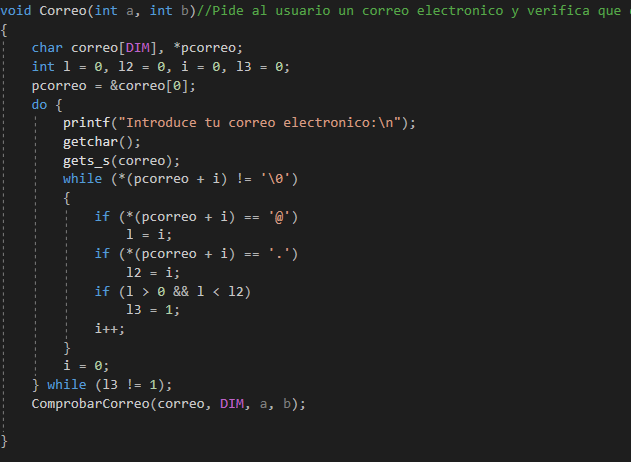 void Correo(int a, int b)//Pide al usuario un correo electronico y verifica que
{
char correo[DIM], *pcorreo;
int l = 0, l2 = 0, i = 0, l3 = 0;
pcorreo = &correo[0];
do {
printf("Introduce tu correo electronico:\n");
getchar();
gets_s(correo);
while (*(pcorreo + i) != '\0')
{
if (*(pcorreo + i) == '@')
l = i;
if (*(pcorreo + i) == '.')
l2 = i;
if (l > 0 && l < l2)
l3 = 1;
i++;
}
i = 0;
} while (l3 != 1);
ComprobarCorreo(correo, DIM, a, b);
}